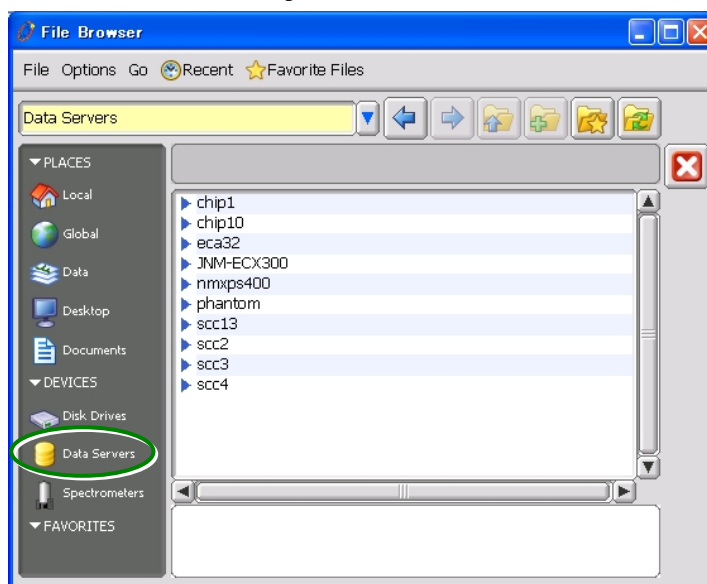 File Browser
File Options Go Recent Favorite Files
Data Servers
PLACES
Local
Global
Data
Desktop
Documents
DEVICES
Disk Drives
Data Servers
Spectrometers
FAVORITES
chip1
chip10
eca32
JNM-ECX300
nmxps400
phantom
scc13
scc2
scc3
scc4